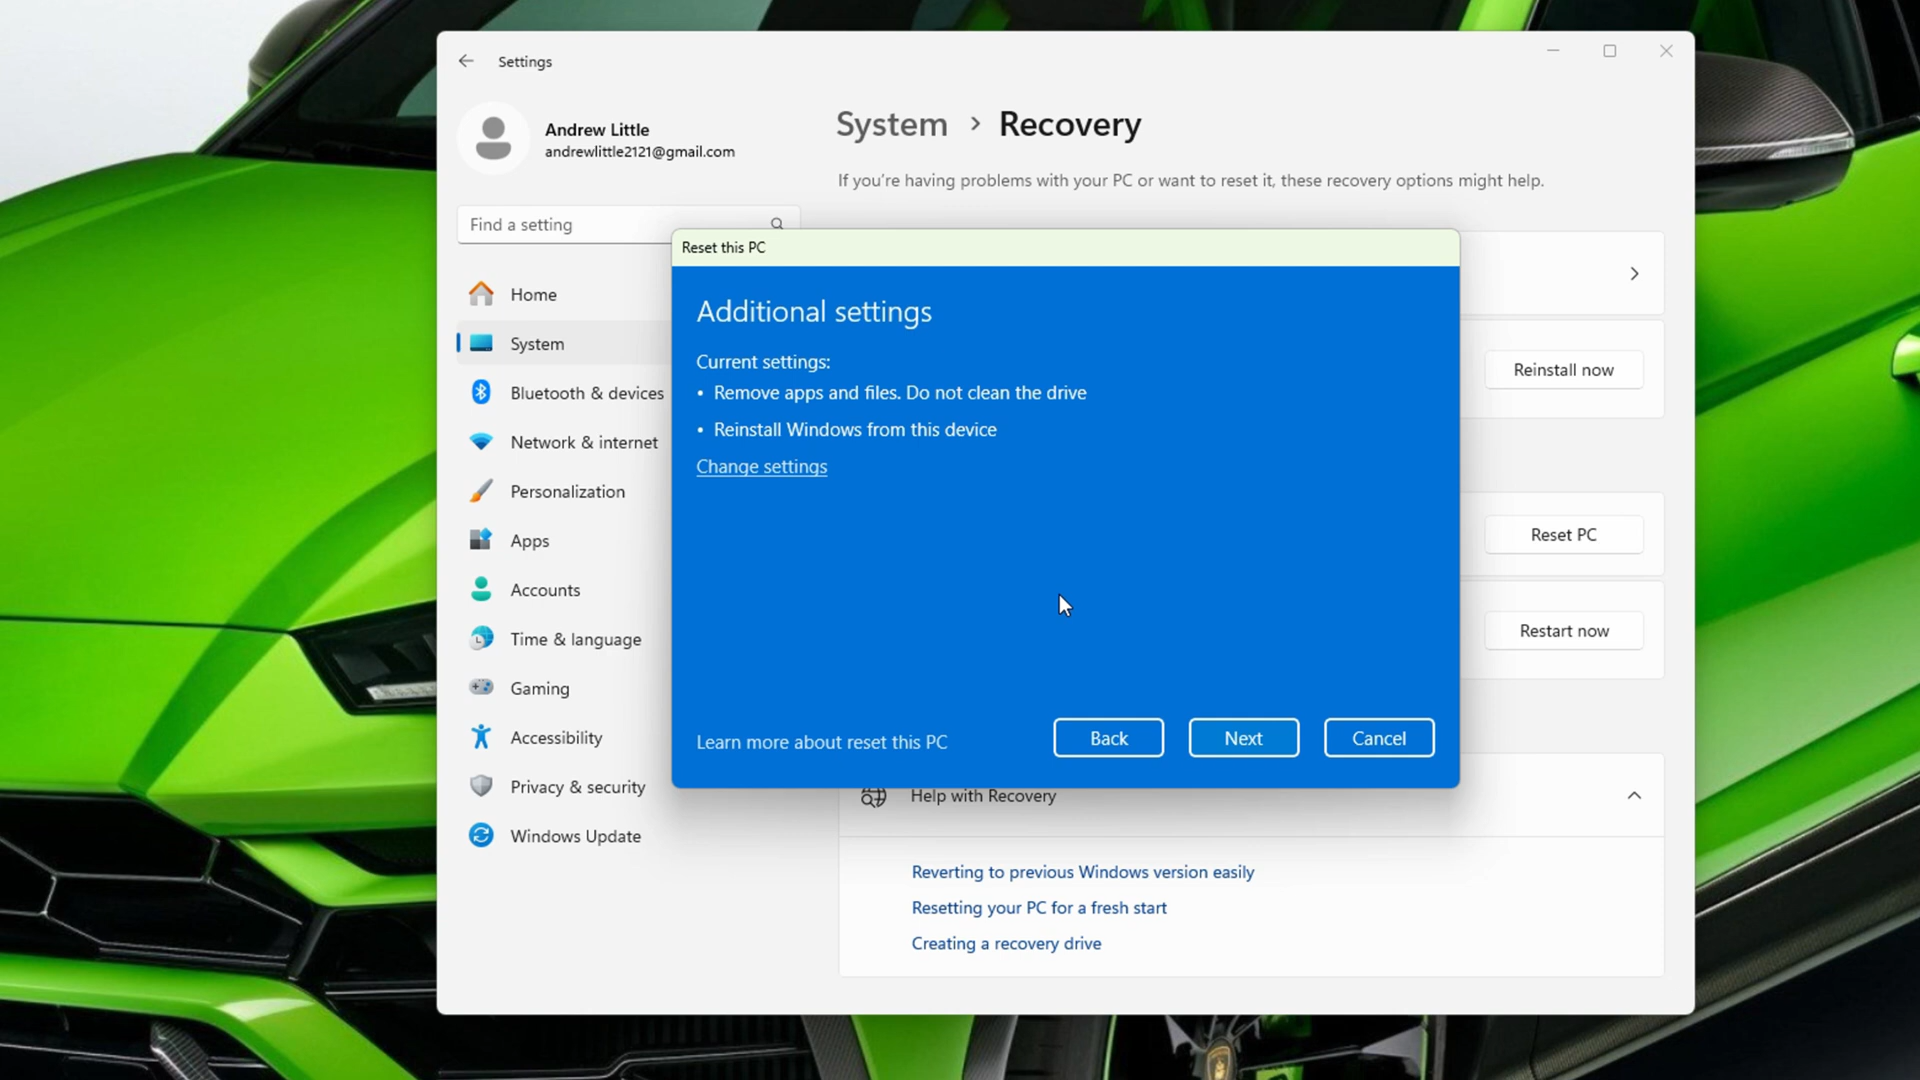 Settings
Andrew Little
andrewlittle2121@gmail.com
System > Recovery
If you're having problems with your PC or want to reset it, these recovery options might help.
Find a setting
Home
System
Bluetooth & devices
Network & internet
Personalization
Apps
Accounts
Time & language
Gaming
Accessibility
Privacy & security
Windows Update
Reset this PC
Additional settings
Current settings:
• Remove apps and files. Do not clean the drive
• Reinstall Windows from this device
Change settings
Learn more about reset this PC
Back
Next
Cancel
Reinstall now
Reset PC
Restart now
Help with Recovery
Reverting to previous Windows version easily
Resetting your PC for a fresh start
Creating a recovery drive